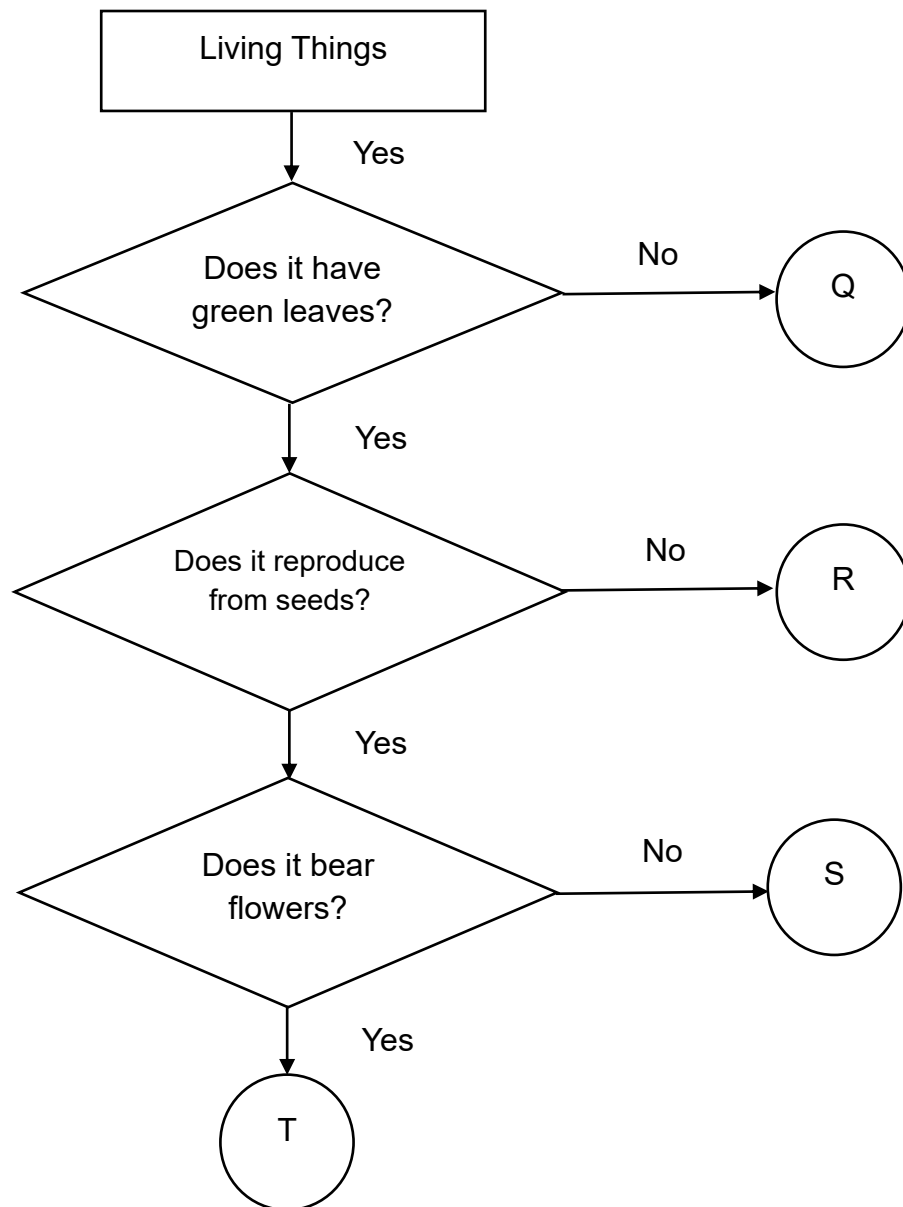 Living Things
Yes
Does it have
green leaves?
No
Q
Yes
Does it reproduce
from seeds?
No
R
Yes
Does it bear
flowers?
No
S
Yes
T